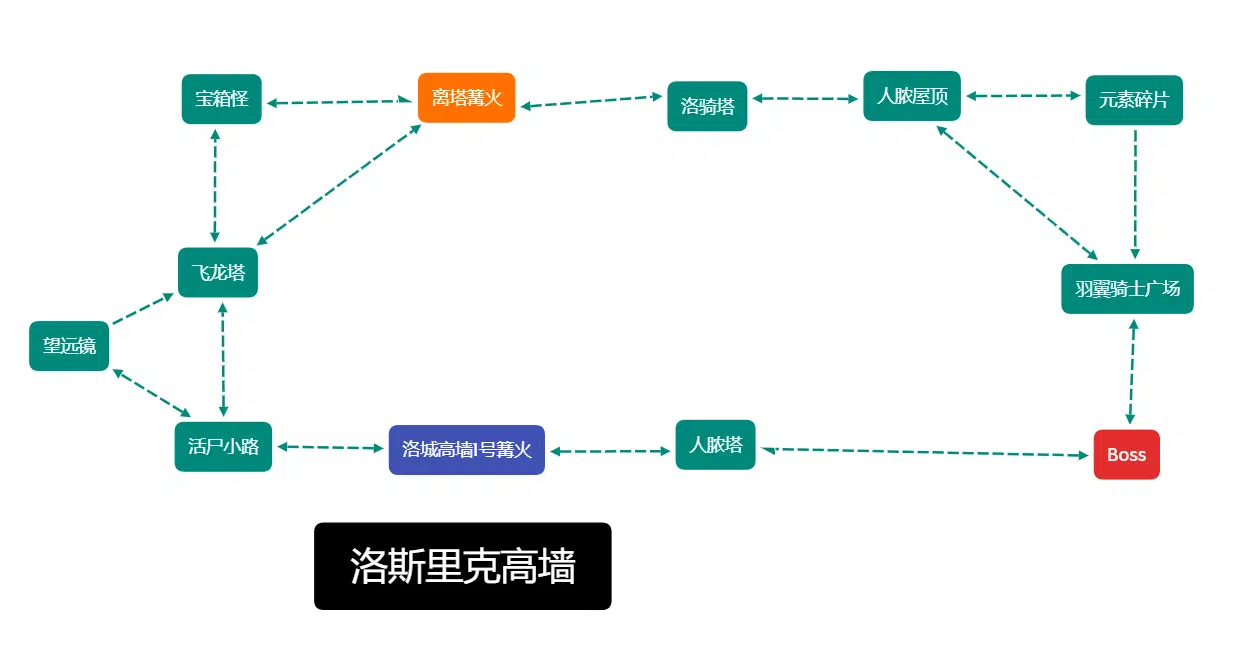 宝箱怪
离塔篝火
洛骑塔
人脓屋顶
元素碎片
飞龙塔
羽翼骑士广场
望远镜
活尸小路
洛城高墙I号篝火
人脓塔
Boss
洛斯里克高墙